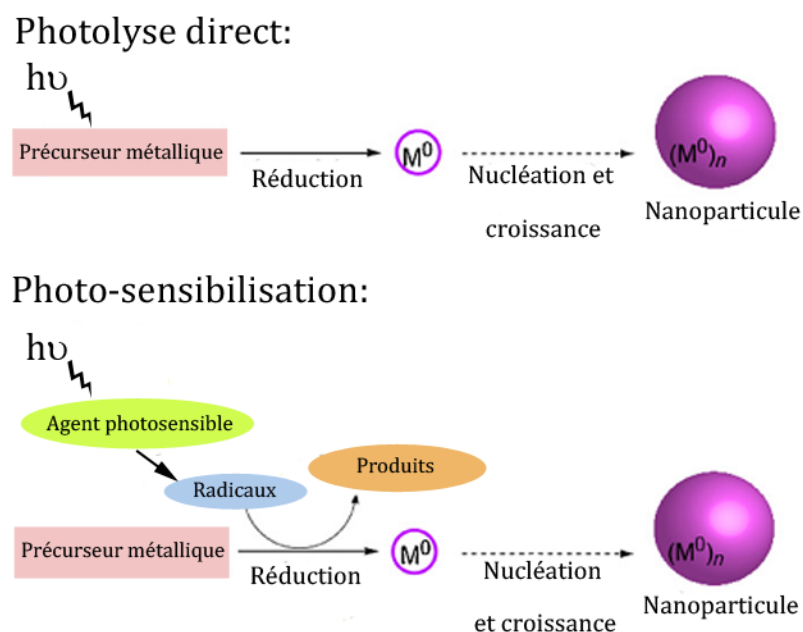 Photolyse direct:
hυ
Précurseur métallique
Réduction
M⁰
Nucléation et
croissance
(M⁰)ₙ
Nanoparticule
Photo-sensibilisation:
hυ
Agent photosensible
Radicaux
Produits
Précurseur métallique
Réduction
M⁰
Nucléation
et croissance
(M⁰)ₙ
Nanoparticule